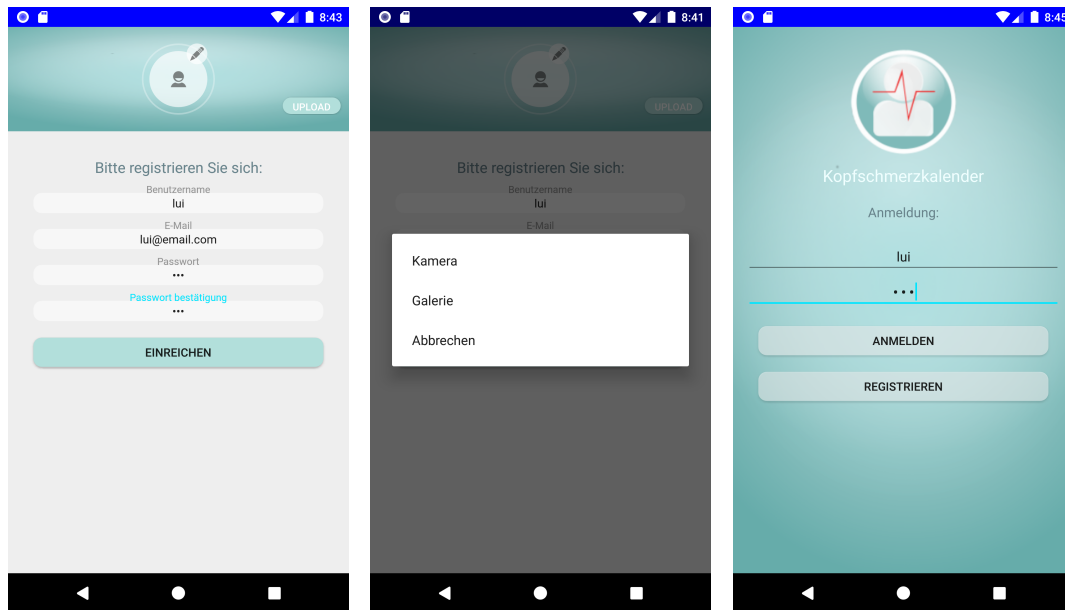 8:43
UPLOAD
Bitte registrieren Sie sich:
Benutzername
lui
E-Mail
lui@email.com
Passwort
•••
Passwort bestätigung
•••
EINREICHEN
8:41
UPLOAD
Bitte registrieren Sie sich:
Benutzername
lui
E-Mail
Kamera
Galerie
Abbrechen
8:45
Kopfschmerzkalender
Anmeldung:
lui
•••
ANMELDEN
REGISTRIEREN